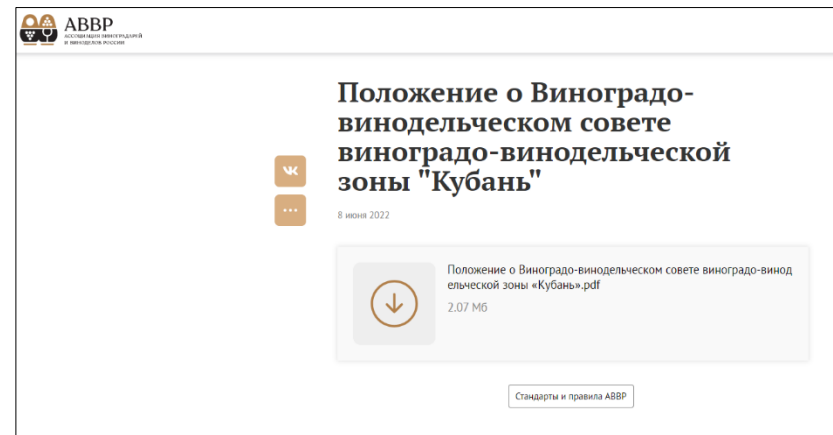 АВВР
АССОЦИАЦИЯ ВИНОГРАДАРЕЙ
И ВИНОДЕЛОВ РОССИИ
Положение о Виноградо-
винодельческом совете
виноградо-винодельческой
зоны "Кубань"
8 июня 2022
Положение о Виноградо-винодельческом совете виноградо-винод
ельческой зоны «Кубань».pdf
2.07 Мб
Стандарты и правила АВВР